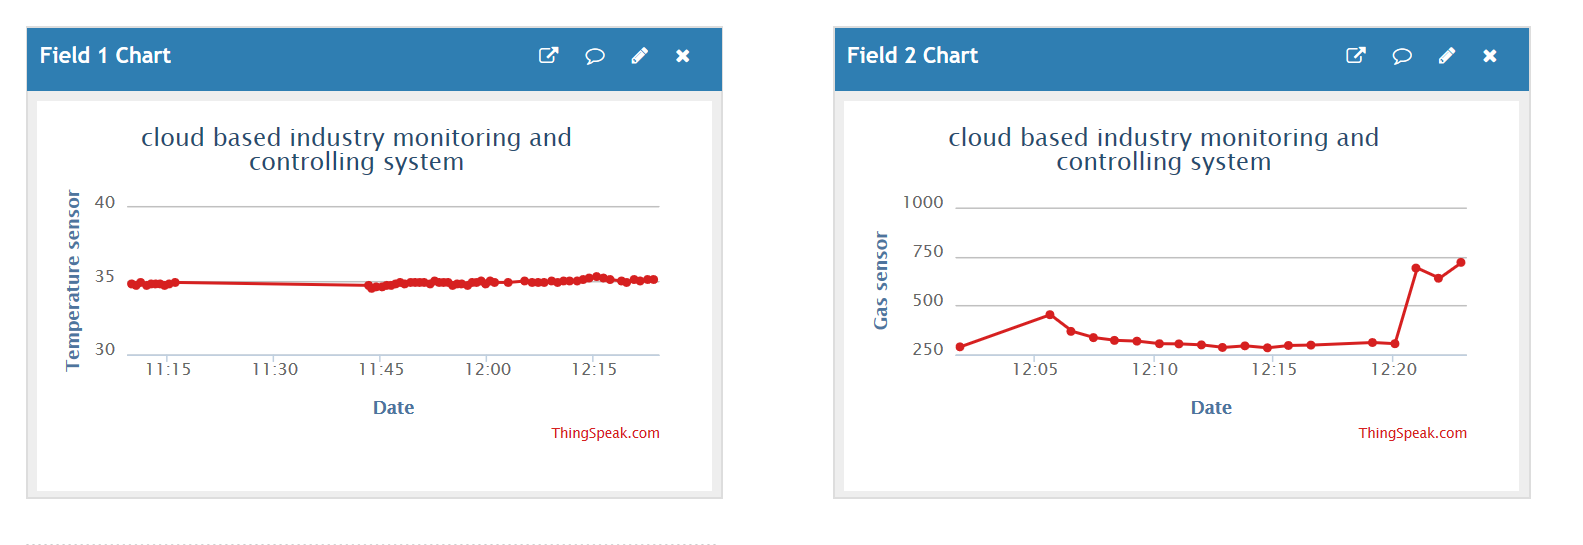 Field 1 Chart
cloud based industry monitoring and
controlling system
Temperature sensor
40
35
30
11:15 11:30 11:45 12:00 12:15
Date
ThingSpeak.com
Field 2 Chart
cloud based industry monitoring and
controlling system
Gas sensor
1000
750
500
250
12:05 12:10 12:15 12:20
Date
ThingSpeak.com